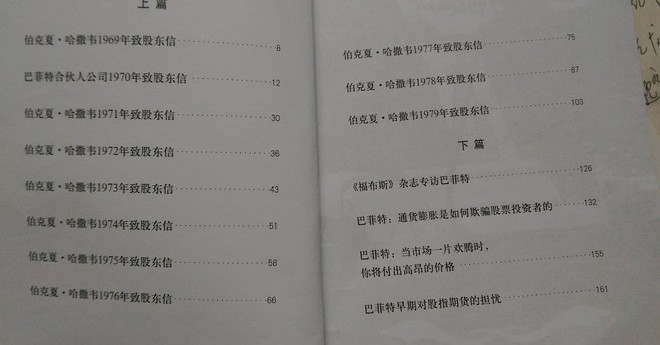 上篇
伯克夏·哈撒韦1969年致股东信 8
巴菲特合伙人公司1970年致股东信 12
伯克夏·哈撒韦1971年致股东信 30
伯克夏·哈撒韦1972年致股东信 36
伯克夏·哈撒韦1973年致股东信 43
伯克夏·哈撒韦1974年致股东信 51
伯克夏·哈撒韦1975年致股东信 58
伯克夏·哈撒韦1976年致股东信 66
伯克夏·哈撒韦1977年致股东信 75
伯克夏·哈撒韦1978年致股东信 87
伯克夏·哈撒韦1979年致股东信 103
下篇
《福布斯》杂志专访巴菲特 126
巴菲特：通货膨胀是如何欺骗股票投资者的 132
巴菲特：当市场一片欢腾时，
你将付出高昂的价格 155
巴菲特早期对股指期货的担忧 161